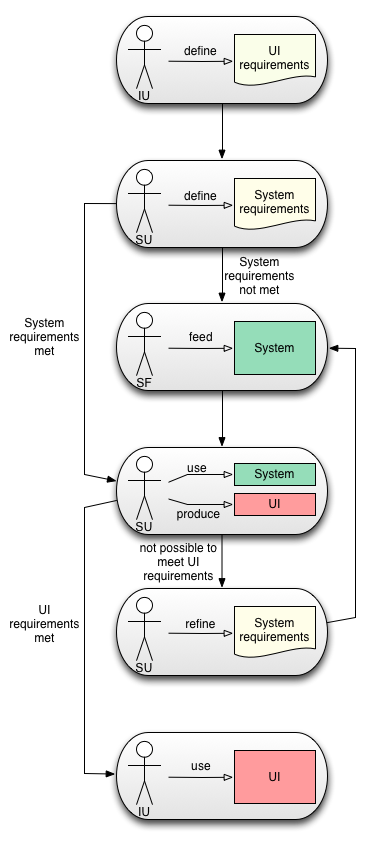 define
UI
requirements
IU
define
System
requirements
SU
System
requirements
not met
System
requirements
met
feed
System
SF
use
System
UI
produce
SU
not possible to
meet UI
requirements
UI
requirements
met
refine
System
requirements
SU
use
UI
IU